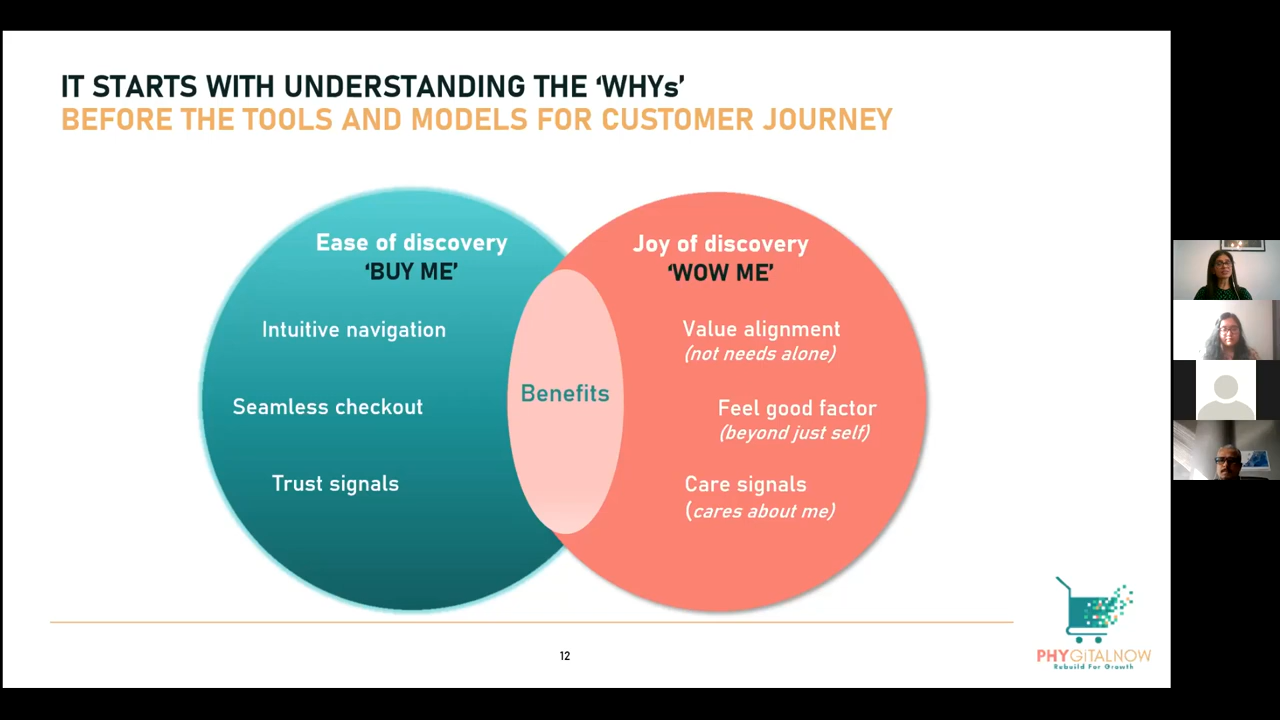 IT STARTS WITH UNDERSTANDING THE ‘WHYs’
BEFORE THE TOOLS AND MODELS FOR CUSTOMER JOURNEY
Ease of discovery
‘BUY ME’
Intuitive navigation
Seamless checkout
Trust signals
Benefits
Joy of discovery
‘WOW ME’
Value alignment
(not needs alone)
Feel good factor
(beyond just self)
Care signals
(cares about me)
12
PHYGiTALNOW
Rebuild For Growth